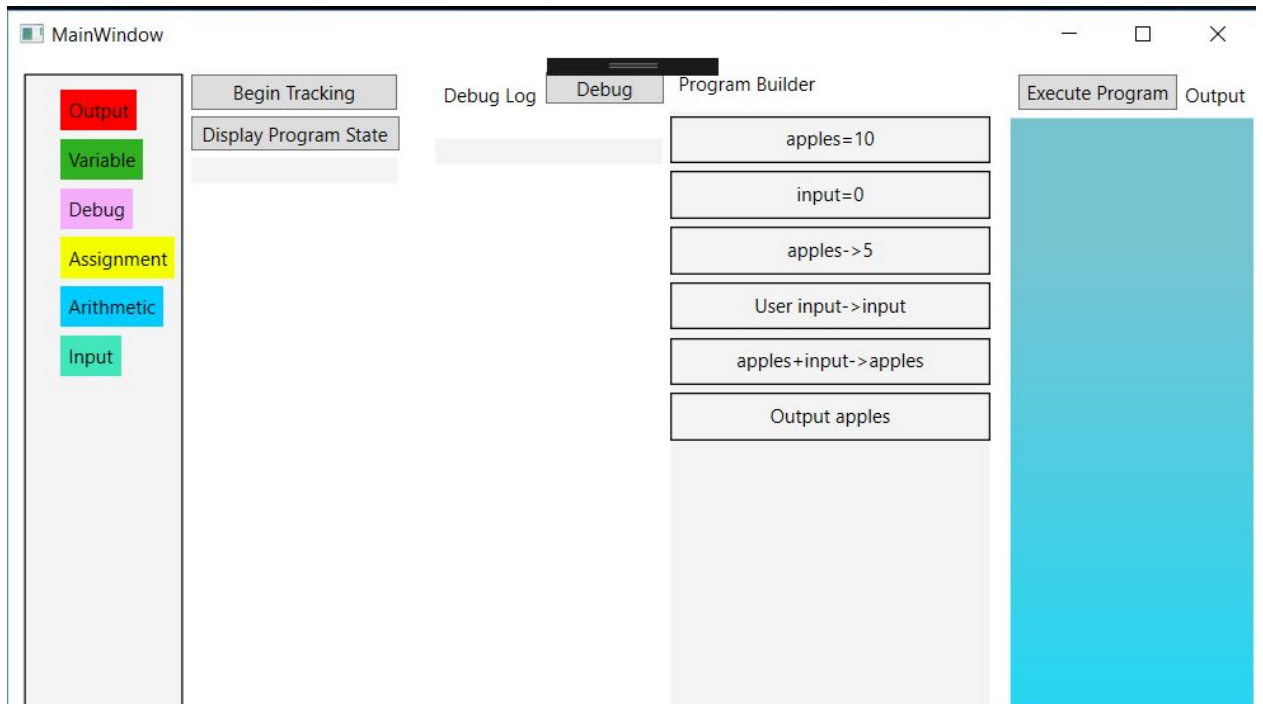 MainWindow
Output
Variable
Debug
Assignment
Arithmetic
Input
Begin Tracking
Display Program State
Debug Log
Debug
Program Builder
apples=10
input=0
apples->5
User input->input
apples+input->apples
Output apples
Execute Program
Output